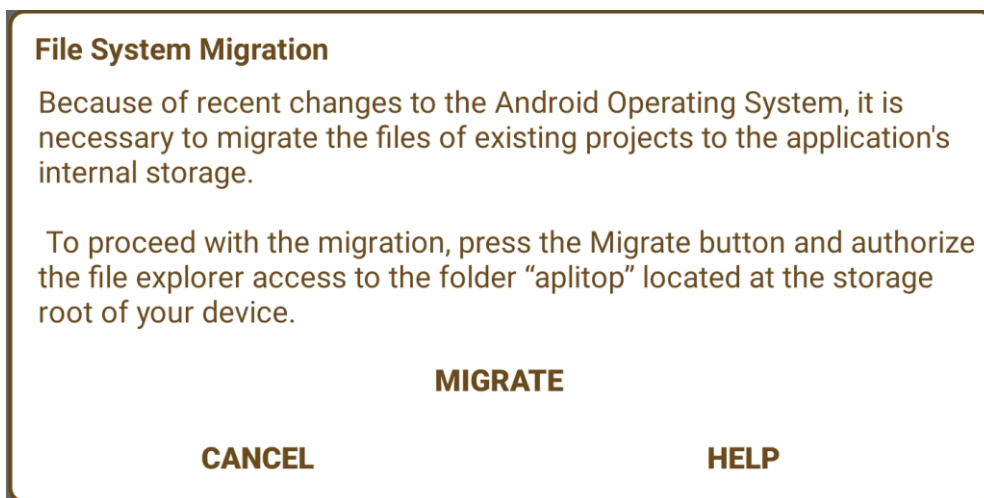 File System Migration
Because of recent changes to the Android Operating System, it is
necessary to migrate the files of existing projects to the application's
internal storage.
To proceed with the migration, press the Migrate button and authorize
the file explorer access to the folder “aplitop” located at the storage
root of your device.
MIGRATE
CANCEL HELP